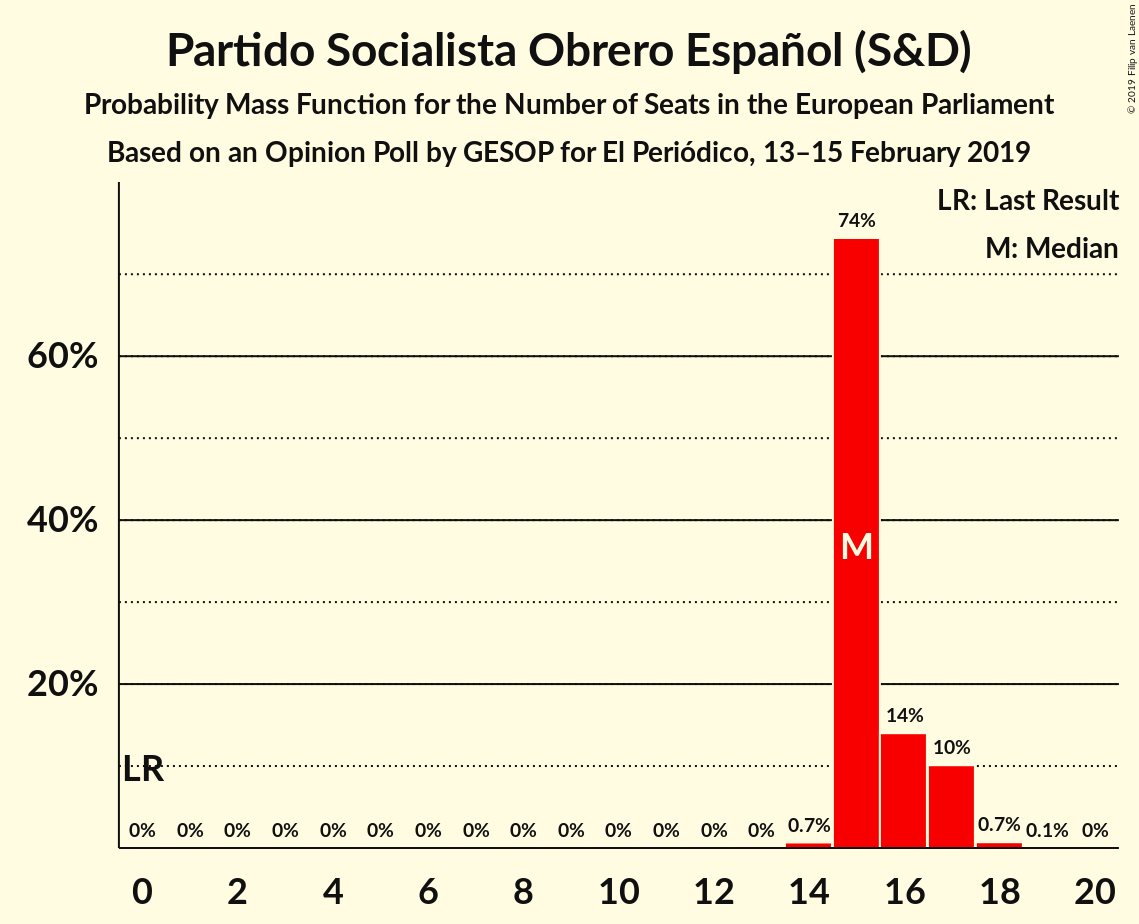 Partido Socialista Obrero Español (S&D)
Probability Mass Function for the Number of Seats in the European Parliament
Based on an Opinion Poll by GESOP for El Periódico, 13–15 February 2019
© 2019 Filip van Laenen
LR: Last Result
M: Median
74%
60%
40%
M
20%
14%
10%
LR
0% 0% 0% 0% 0% 0% 0% 0% 0% 0% 0% 0% 0% 0% 0.7% 0.7% 0.1% 0%
0 2 4 6 8 10 12 14 16 18 20